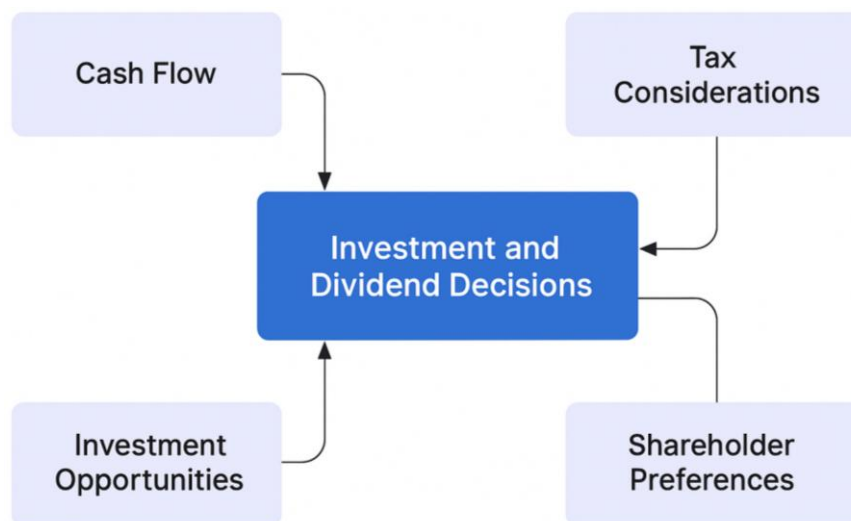 Cash Flow
Tax
Considerations
Investment and
Dividend Decisions
Investment
Opportunities
Shareholder
Preferences